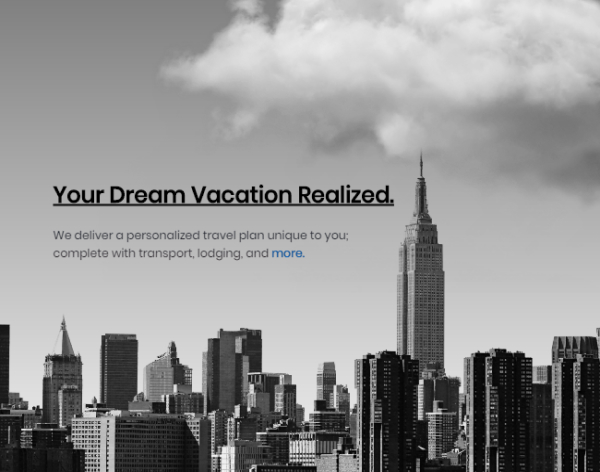 Your Dream Vacation Realized.
We deliver a personalized travel plan unique to you;
complete with transport, lodging, and more.